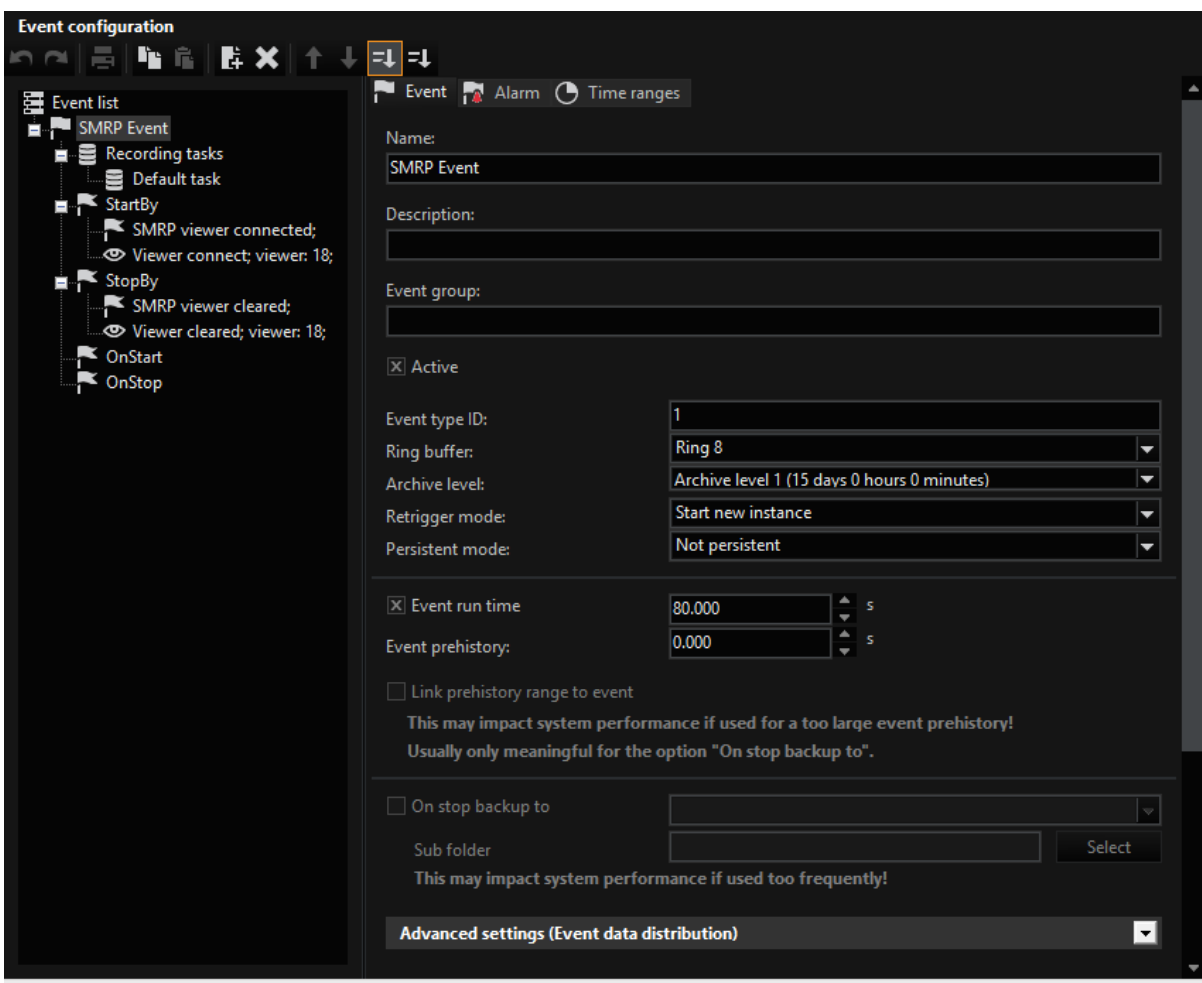 Event configuration
Event list
SMRP Event
Recording tasks
Default task
StartBy
SMRP viewer connected;
Viewer connect; viewer: 18;
StopBy
SMRP viewer cleared;
Viewer cleared; viewer: 18;
OnStart
OnStop
Event Alarm Time ranges
Name:
SMRP Event
Description:
Event group:
Active
Event type ID: 1
Ring buffer: Ring 8
Archive level: Archive level 1 (15 days 0 hours 0 minutes)
Retrigger mode: Start new instance
Persistent mode: Not persistent
Event run time 80.000 s
Event prehistory: 0.000 s
Link prehistory range to event
This may impact system performance if used for a too large event prehistory!
Usually only meaningful for the option "On stop backup to".
On stop backup to
Sub folder Select
This may impact system performance if used too frequently!
Advanced settings (Event data distribution)